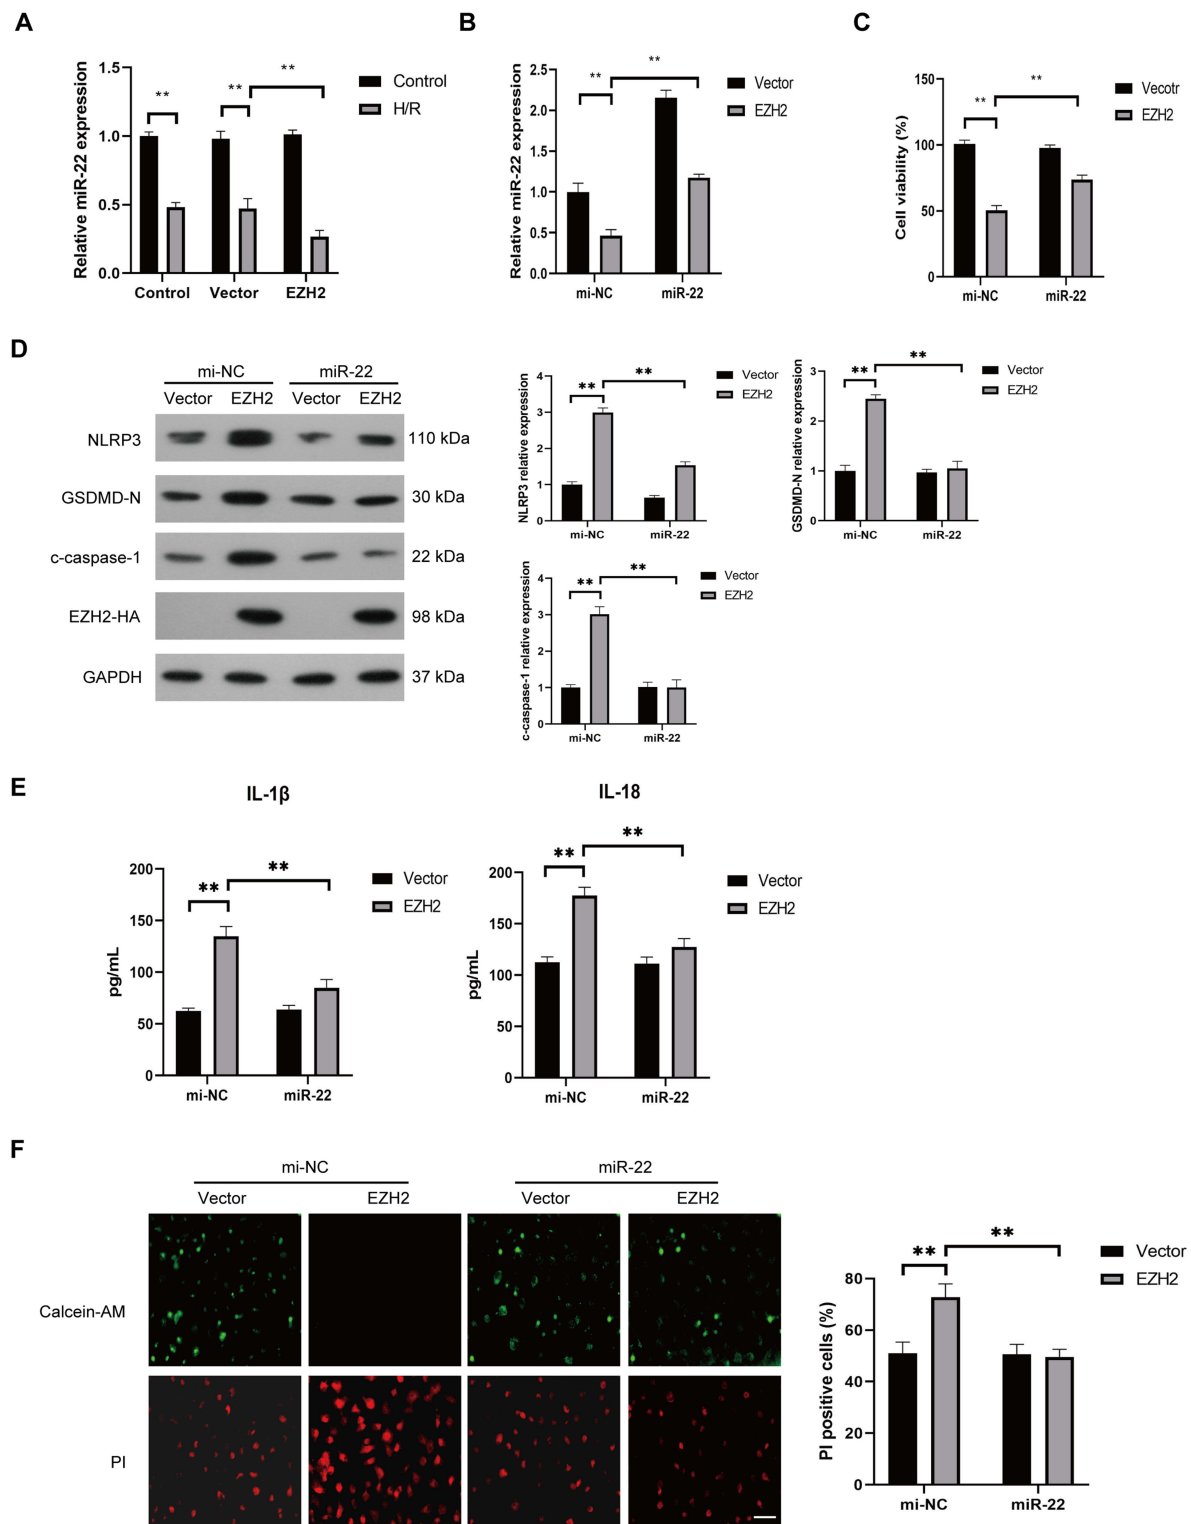 A
Relative miR-22 expression
1.5
1.0
0.5
0.0
**
**
**
Control
Vector
EZH2
Control
H/R
B
Relative miR-22 expression
2.5
2.0
1.5
1.0
0.5
0.0
**
**
mi-NC
miR-22
Vector
EZH2
C
Cell viability (%)
150
100
50
0
**
**
mi-NC
miR-22
Vecotr
EZH2
D
mi-NC
miR-22
Vector
EZH2
Vector
EZH2
NLRP3
110 kDa
GSDMD-N
30 kDa
c-caspase-1
22 kDa
EZH2-HA
98 kDa
GAPDH
37 kDa
NLRP3 relative expression
4
3
2
1
0
**
**
mi-NC
miR-22
Vector
EZH2
GSDMD-N relative expression
3
2
1
0
**
**
mi-NC
miR-22
Vector
EZH2
c-caspase-1 relative expression
4
3
2
1
0
**
**
mi-NC
miR-22
Vector
EZH2
E
IL-1β
pg/mL
200
150
100
50
0
**
**
mi-NC
miR-22
Vector
EZH2
IL-18
pg/mL
200
150
100
50
0
**
**
mi-NC
miR-22
Vector
EZH2
F
mi-NC
miR-22
Vector
EZH2
Vector
EZH2
Calcein-AM
PI
PI positive cells (%)
80
60
40
20
0
**
**
mi-NC
miR-22
Vector
EZH2